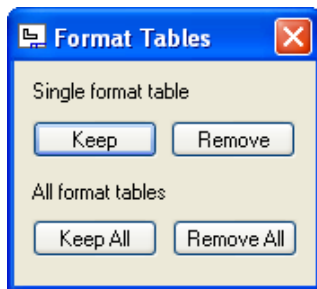 Format Tables
Single format table
Keep Remove
All format tables
Keep All Remove All